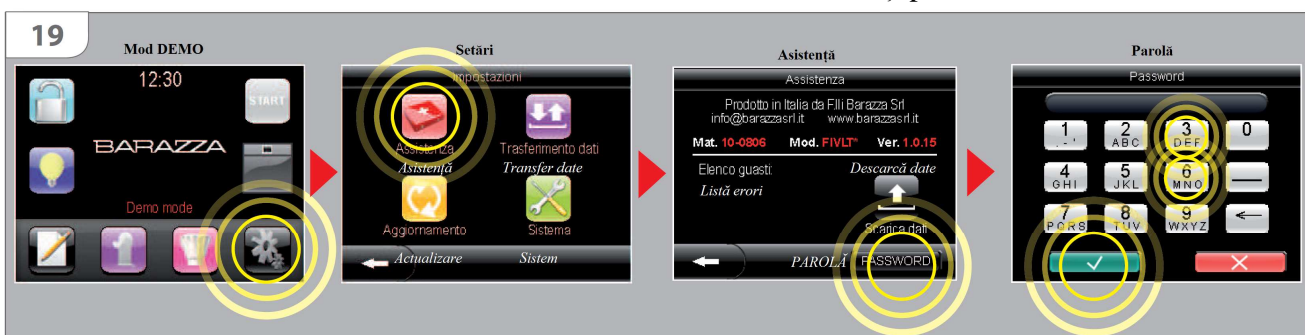 19
Mod DEMO
12:30
START
BARAZZA
Demo mode
Setări
Impostazioni
Assistenza
Asistență
Trasferimento dati
Transfer date
Aggiornamento
Actualizare
Sistema
Sistem
Asistență
Assistenza
Prodotto in Italia da F.lli Barazza Srl
info@barazzasrl.it www.barazzasrl.it
Mat. 10-0806 Mod. FIVLT* Ver. 1.0.15
Elenco guasti:
Listă erori
Descarcă date
Scarica dati
PAROLĂ PASSWORD
Parolă
Password
1 2 3 0
. - ' ABC DEF
4 5 6
GHI JKL MNO
7 8 9
PQRS TUV WXYZ